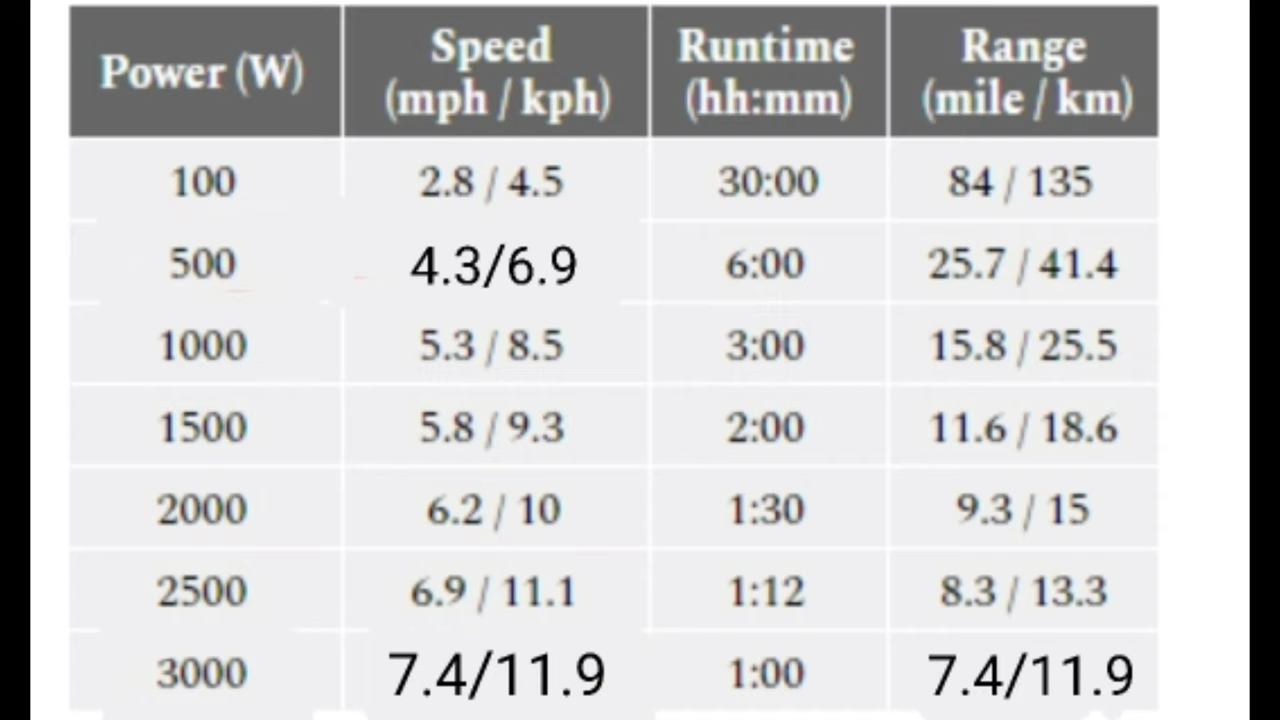 Power (W) Speed (mph / kph) Runtime (hh:mm) Range (mile / km)
100 2.8 / 4.5 30:00 84 / 135
500 4.3/6.9 6:00 25.7 / 41.4
1000 5.3 / 8.5 3:00 15.8 / 25.5
1500 5.8 / 9.3 2:00 11.6 / 18.6
2000 6.2 / 10 1:30 9.3 / 15
2500 6.9 / 11.1 1:12 8.3 / 13.3
3000 7.4/11.9 1:00 7.4/11.9